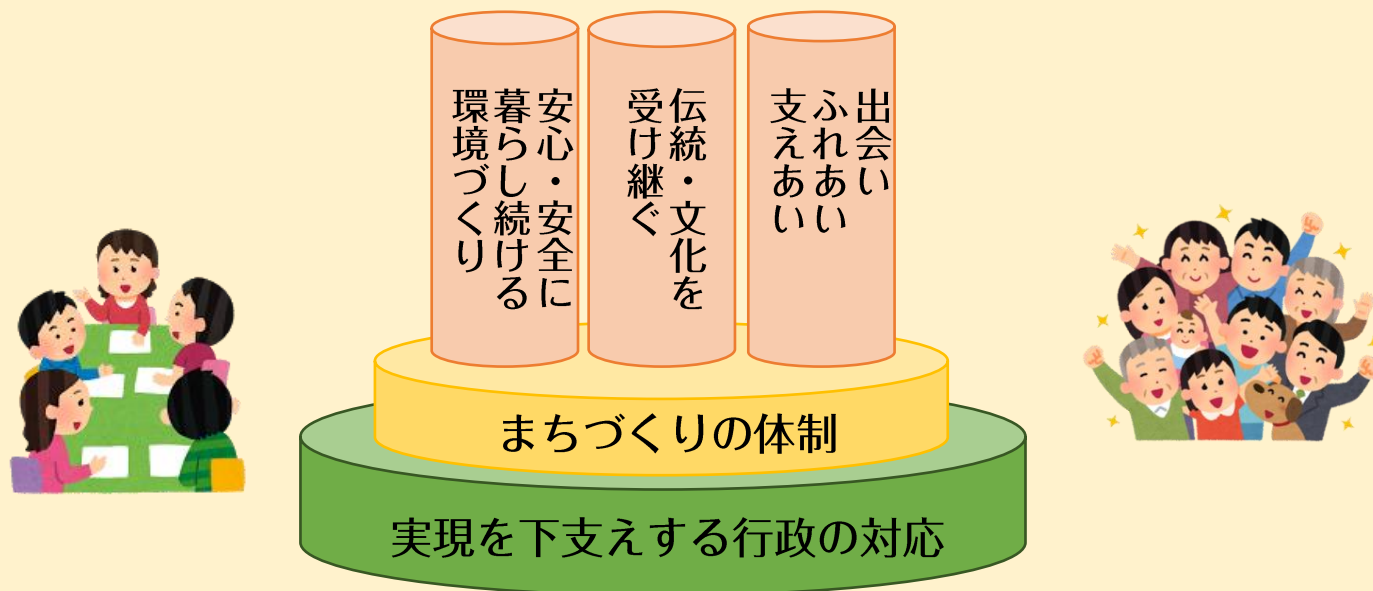 出会い
ふれあい
支えあい
伝統・文化を
受け継ぐ
安心・安全に
暮らし続ける
環境づくり
まちづくりの体制
実現を下支えする行政の対応